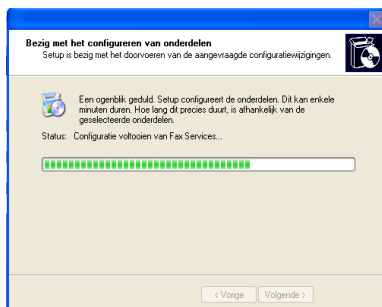 Bezig met het configureren van onderdelen
Setup is bezig met het doorvoeren van de aangevraagde configuratiewijzigingen.
Een ogenblik geduld. Setup configureert de onderdelen. Dit kan enkele
minuten duren. Hoe lang dit precies duurt, is afhankelijk van de
geselecteerde onderdelen.
Status: Configuratie voltooien van Fax Services...
< Vorige Volgende >